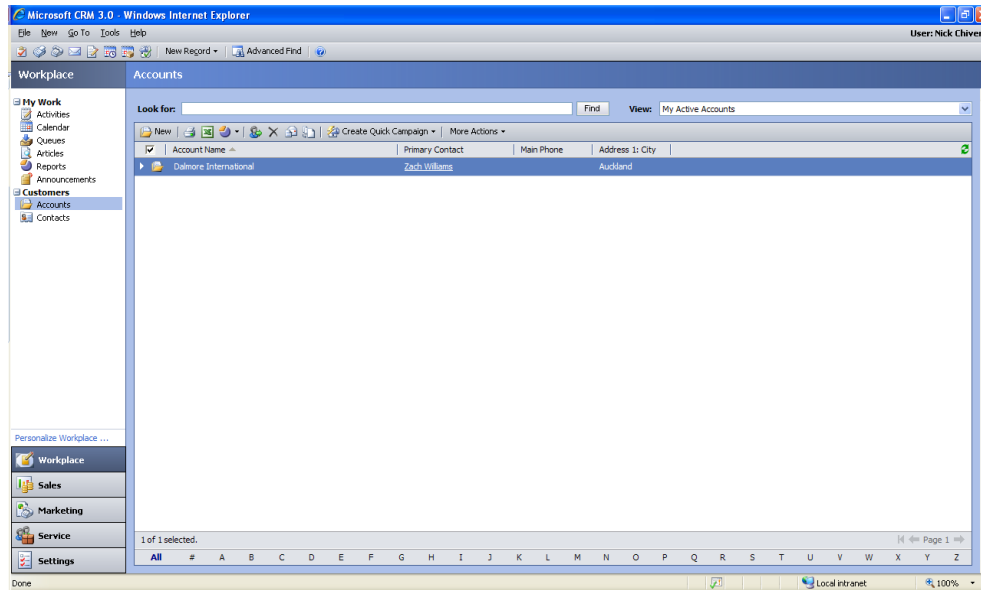 Microsoft CRM 3.0 - Windows Internet Explorer
File New Go To Tools Help
User: Nick Chiver
New Record Advanced Find
Workplace
Accounts
My Work
Activities
Calendar
Queues
Articles
Reports
Announcements
Customers
Accounts
Contacts
Look for: Find View: My Active Accounts
New Create Quick Campaign More Actions
Account Name Primary Contact Main Phone Address 1: City
Dalmore International Zach Williams Auckland
Personalize Workplace ...
Workplace
Sales
Marketing
Service
Settings
1 of 1 selected. Page 1
All # A B C D E F G H I J K L M N O P Q R S T U V W X Y Z
Done Local intranet 100%